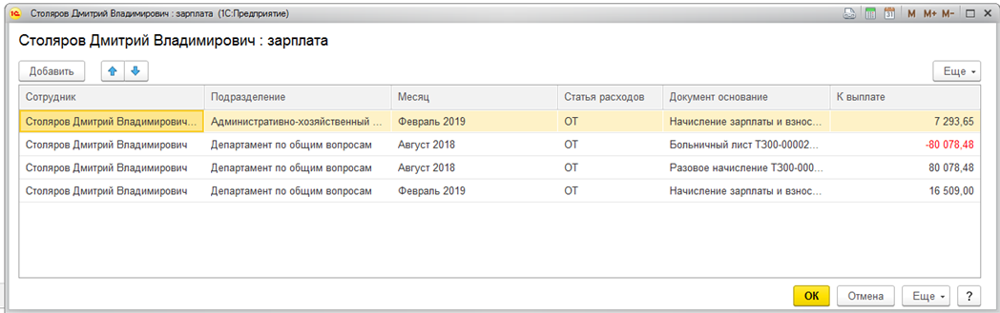 Столяров Дмитрий Владимирович : зарплата (1С:Предприятие) M M+ M-
Столяров Дмитрий Владимирович : зарплата
Добавить Еще
Сотрудник Подразделение Месяц Статья расходов Документ основание К выплате
Столяров Дмитрий Владимирович... Административно-хозяйственный ... Февраль 2019 ОТ Начисление зарплаты и взнос... 7 293,65
Столяров Дмитрий Владимирович Департамент по общим вопросам Август 2018 ОТ Больничный лист ТЗ00-00002... -80 078,48
Столяров Дмитрий Владимирович Департамент по общим вопросам Август 2018 ОТ Разовое начисление ТЗ00-000... 80 078,48
Столяров Дмитрий Владимирович Департамент по общим вопросам Февраль 2019 ОТ Начисление зарплаты и взнос... 16 509,00
ОК Отмена Еще ?